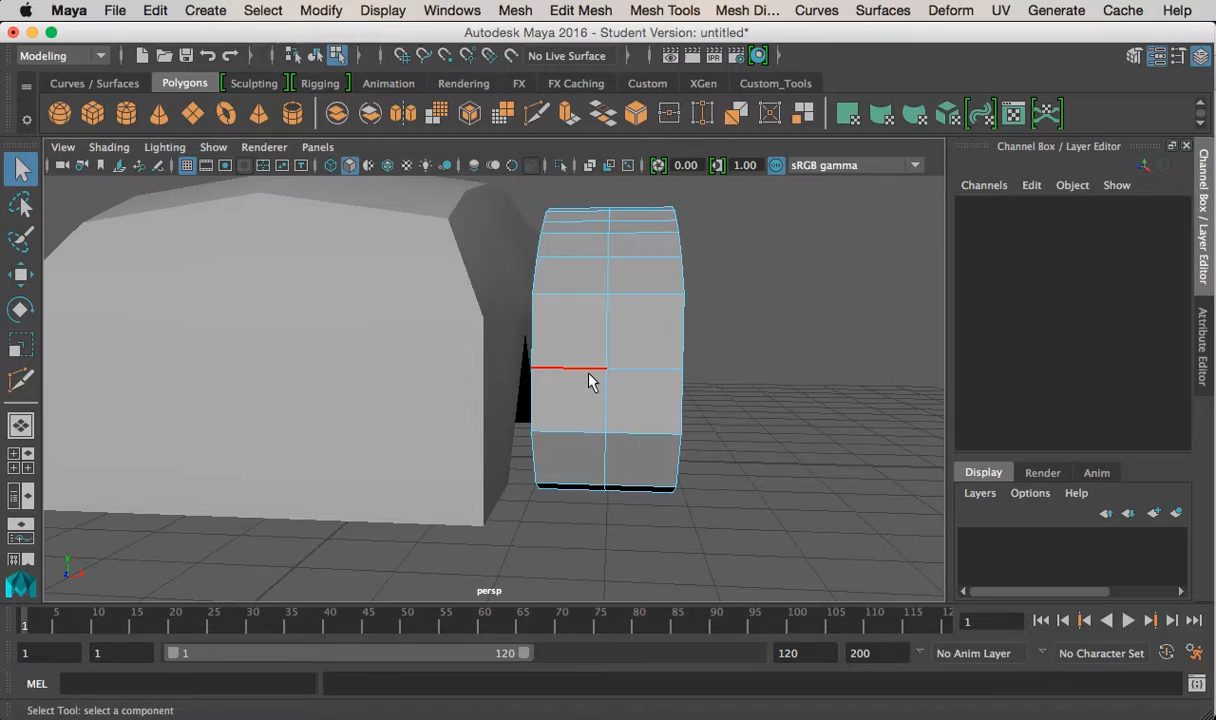 Maya File Edit Create Select Modify Display Windows Mesh Edit Mesh Mesh Tools Mesh Di... Curves Surfaces Deform UV Generate Cache Help
Autodesk Maya 2016 - Student Version: untitled*
Modeling No Live Surface
Curves / Surfaces Polygons Sculpting Rigging Animation Rendering FX FX Caching Custom XGen Custom_Tools
View Shading Lighting Show Renderer Panels
0.00 1.00 ON sRGB gamma
Channel Box / Layer Editor
Channels Edit Object Show
Channel Box / Layer Editor
Attribute Editor
Display Render Anim
Layers Options Help
y
z
persp
1 5 10 15 20 25 30 35 40 45 50 55 60 65 70 75 80 85 90 95 100 105 110 115 12
1
1 1 1 120 120 200 No Anim Layer No Character Set
MEL
Select Tool: select a component